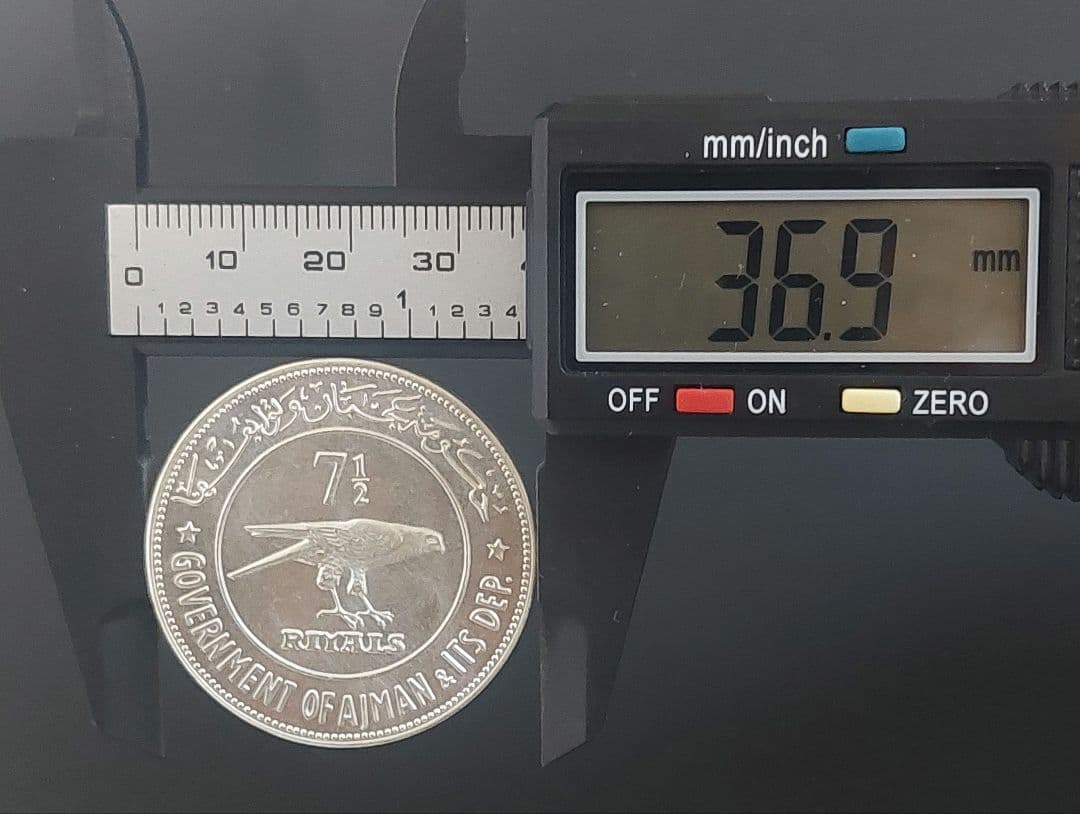 mm/inch
36.9 mm
OFF ON ZERO
0 10 20 30
1 2 3 4 5 6 7 8 9 1 1 2 3 4
7½
RIYALS
GOVERNMENT OF AJMAN & ITS DEP.